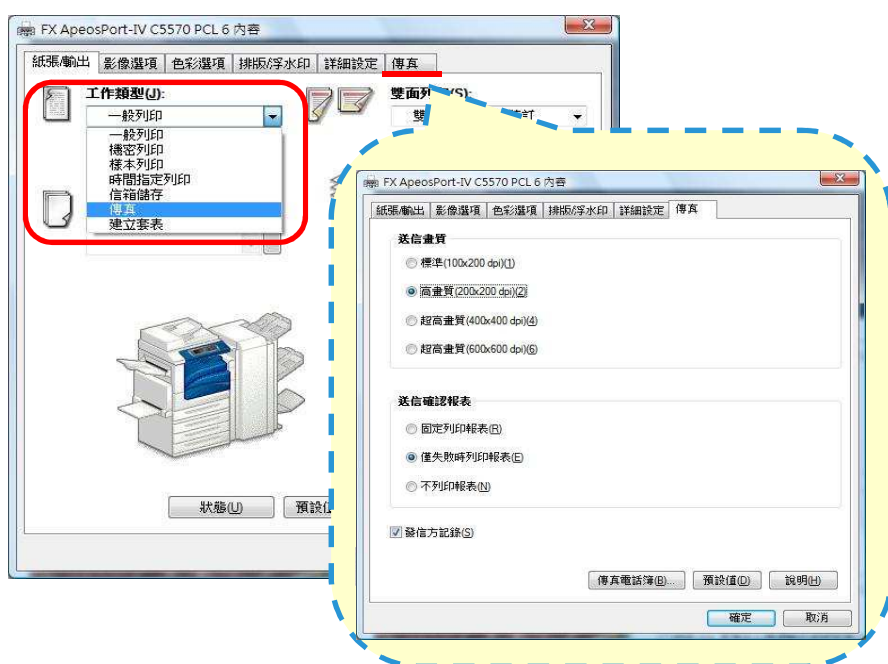 FX ApeosPort-IV C5570 PCL 6 內容
紙張/輸出 影像選項 色彩選項 排版/浮水印 詳細設定 傳真
工作類型(J):
一般列印
一般列印
機密列印
樣本列印
時間指定列印
信箱儲存
傳真
建立套表
雙面列
雙
狀態(U)
預設
FX ApeosPort-IV C5570 PCL 6 內容
紙張/輸出 影像選項 色彩選項 排版/浮水印 詳細設定 傳真
送信畫質
標準(100x200 dpi)(1)
高畫質(200x200 dpi)(2)
超高畫質(400x400 dpi)(4)
超高畫質(600x600 dpi)(6)
送信確認報表
固定列印報表(R)
僅失敗時列印報表(E)
不列印報表(N)
發信方記錄(S)
傳真電話簿(B)... 預設值(D) 說明(H)
確定 取消